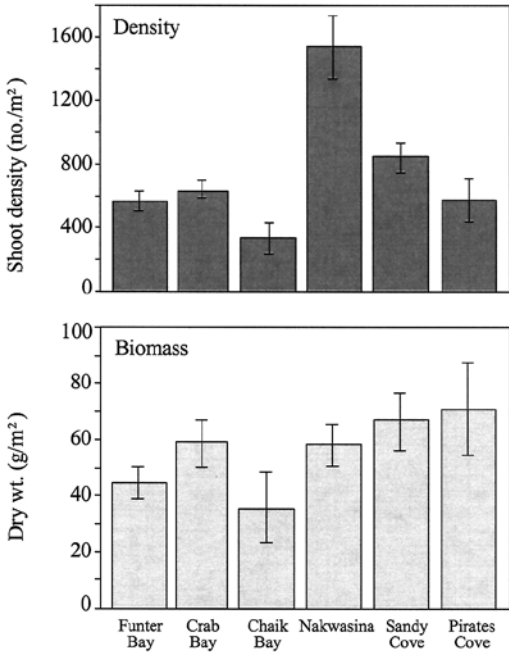 Density
Shoot density (no./m²)
1600
1200
800
400
0
Biomass
Dry wt. (g/m²)
100
80
60
40
20
0
Funter Bay
Crab Bay
Chaik Bay
Nakwasina
Sandy Cove
Pirates Cove